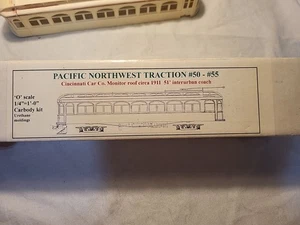 PACIFIC NORTHWEST TRACTION #50 - #55
Cincinnati Car Co. Monitor roof circa 1911 51' interurban coach
'O' scale
1/4"=1'-0"
Carbody kit
Urethane
moldings